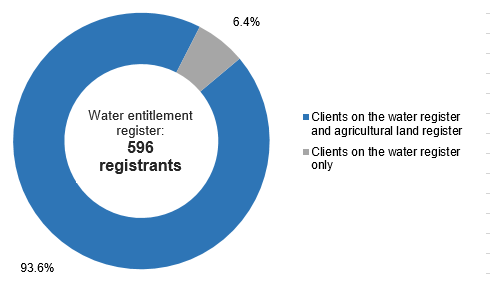 6.4%
Water entitlement
register:
596
registrants
Clients on the water register
and agricultural land register
Clients on the water register
only
93.6%